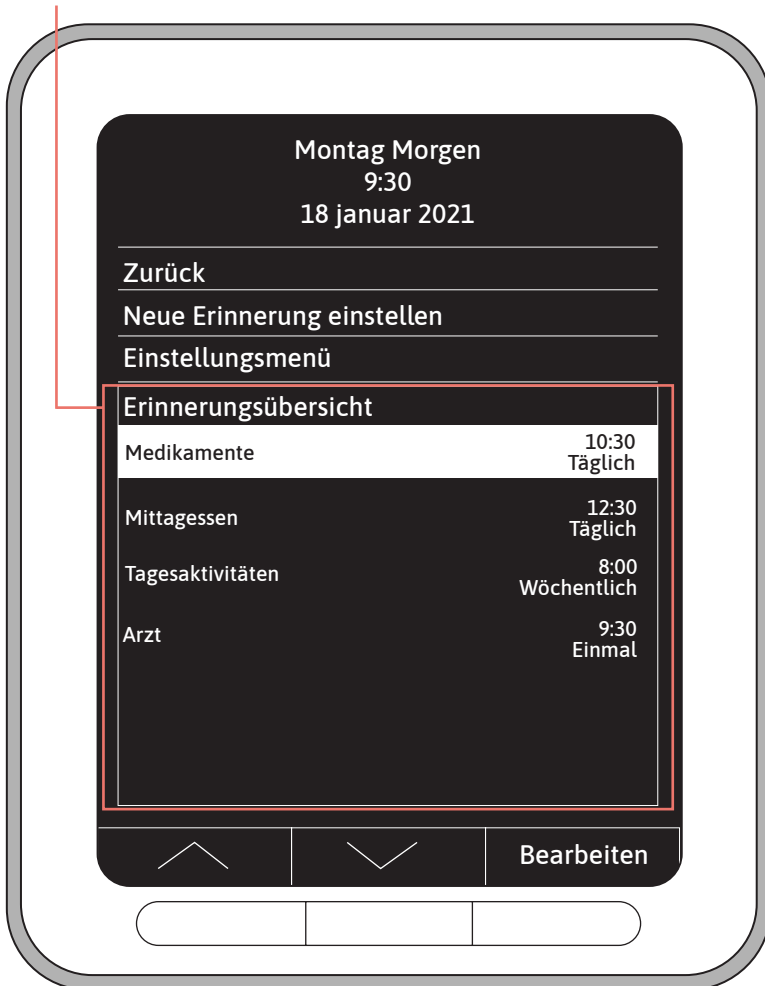 Montag Morgen
9:30
18 januar 2021
Zurück
Neue Erinnerung einstellen
Einstellungsmenü
Erinnerungsübersicht
Medikamente 10:30
Täglich
Mittagessen 12:30
Täglich
Tagesaktivitäten 8:00
Wöchentlich
Arzt 9:30
Einmal
Bearbeiten